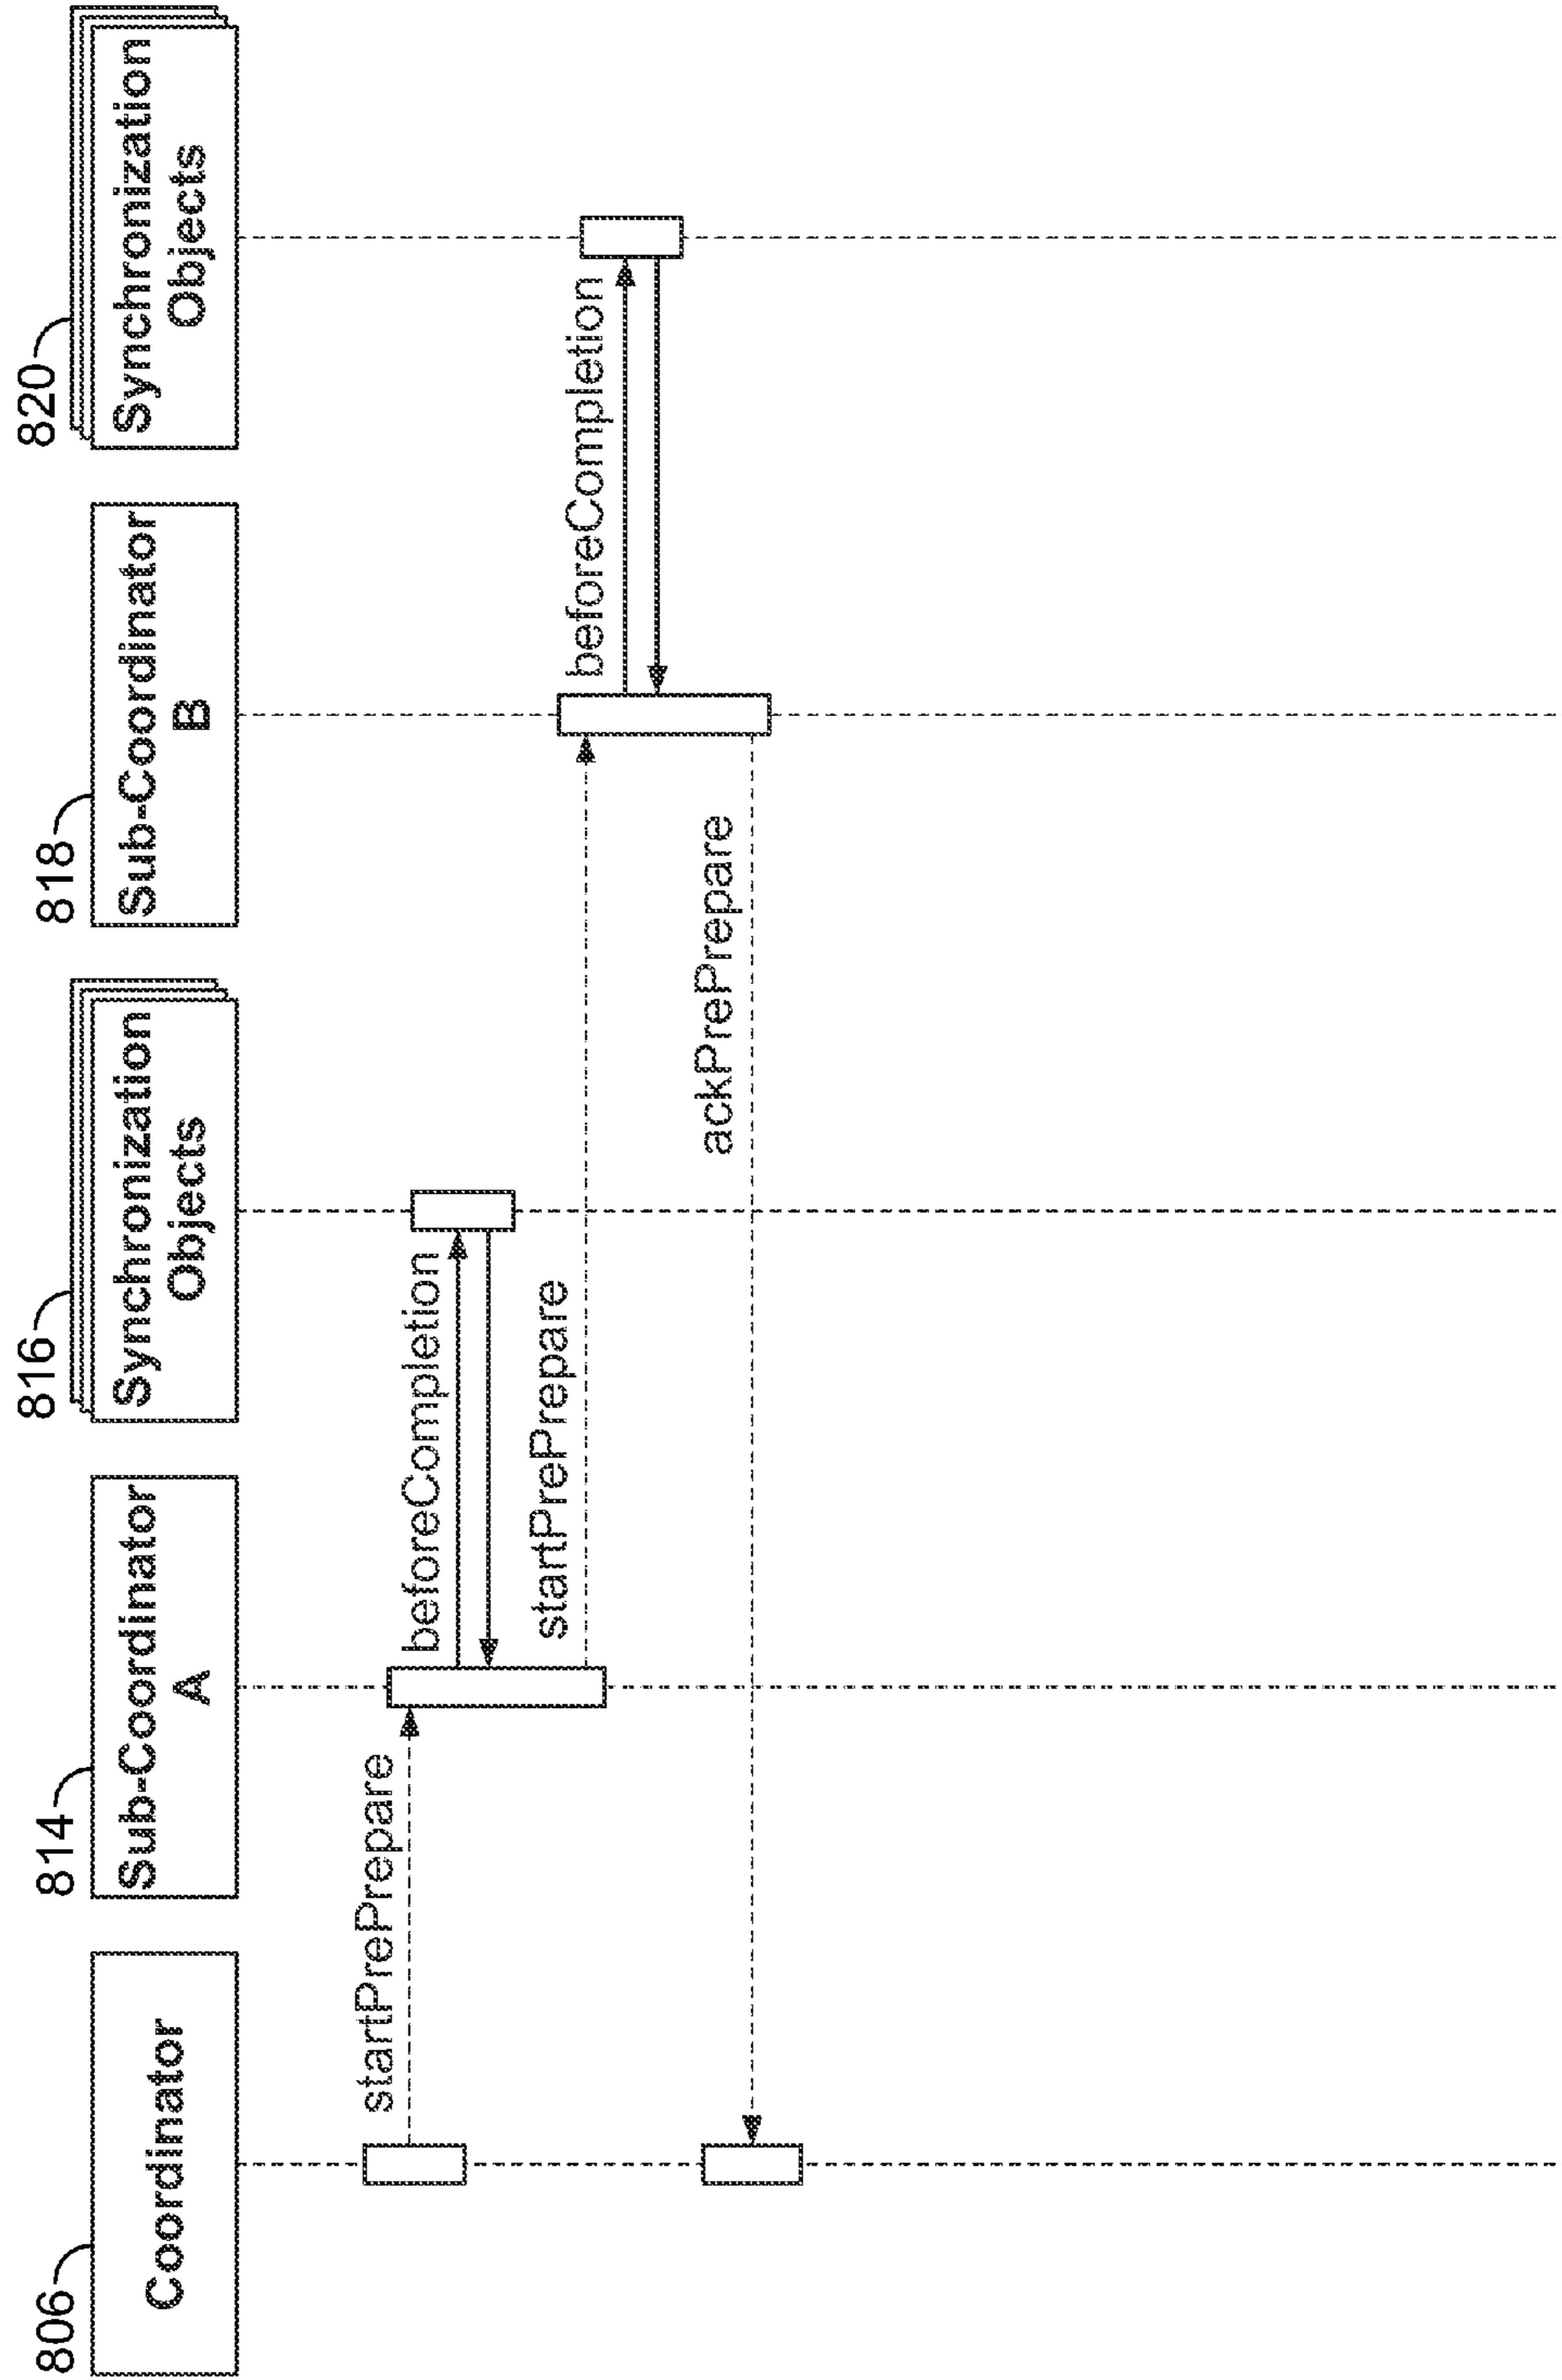 806
Coordinator
814
Sub-Coordinator
A
816
Synchronization
Objects
818
Sub-Coordinator
B
820
Synchronization
Objects
startPrePrepare
beforeCompletion
startPrePrepare
beforeCompletion
ackPrePrepare